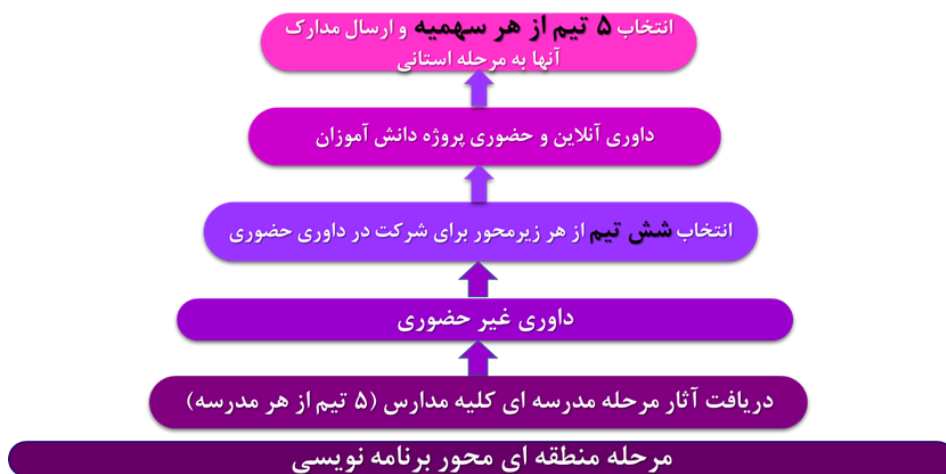 انتخاب ۵ تیم از هر سهمیه و ارسال مدارک
آنها به مرحله استانی
داوری آنلاین و حضوری پروژه دانش آموزان
انتخاب شش تیم از هر زیرمحور برای شرکت در داوری حضوری
داوری غیر حضوری
دریافت آثار مرحله مدرسه ای کلیه مدارس (۵ تیم از هر مدرسه)
مرحله منطقه ای محور برنامه نویسی